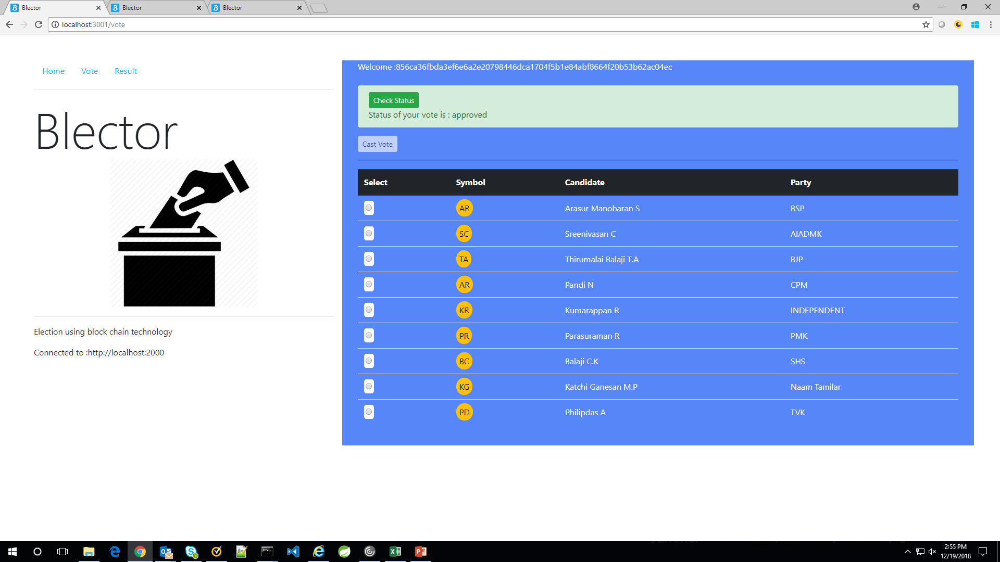 Blector
Blector
Blector
localhost:3001/vote
Home Vote Result
Blector
Election using block chain technology
Connected to :http://localhost:2000
Welcome :856ca36fbda3ef6e6a2e20798446dca1704f5b1e84abf8664f20b53b62ac04ec
Check Status
Status of your vote is : approved
Cast Vote
Select Symbol Candidate Party
AR Arasur Manoharan S BSP
SC Sreenivasan C AIADMK
TA Thirumalai Balaji T.A BJP
AR Pandi N CPM
KR Kumarappan R INDEPENDENT
PR Parasuraman R PMK
BC Balaji C.K SHS
KG Katchi Ganesan M.P Naam Tamilar
PD Philipdas A TVK
2:55 PM
12/19/2018